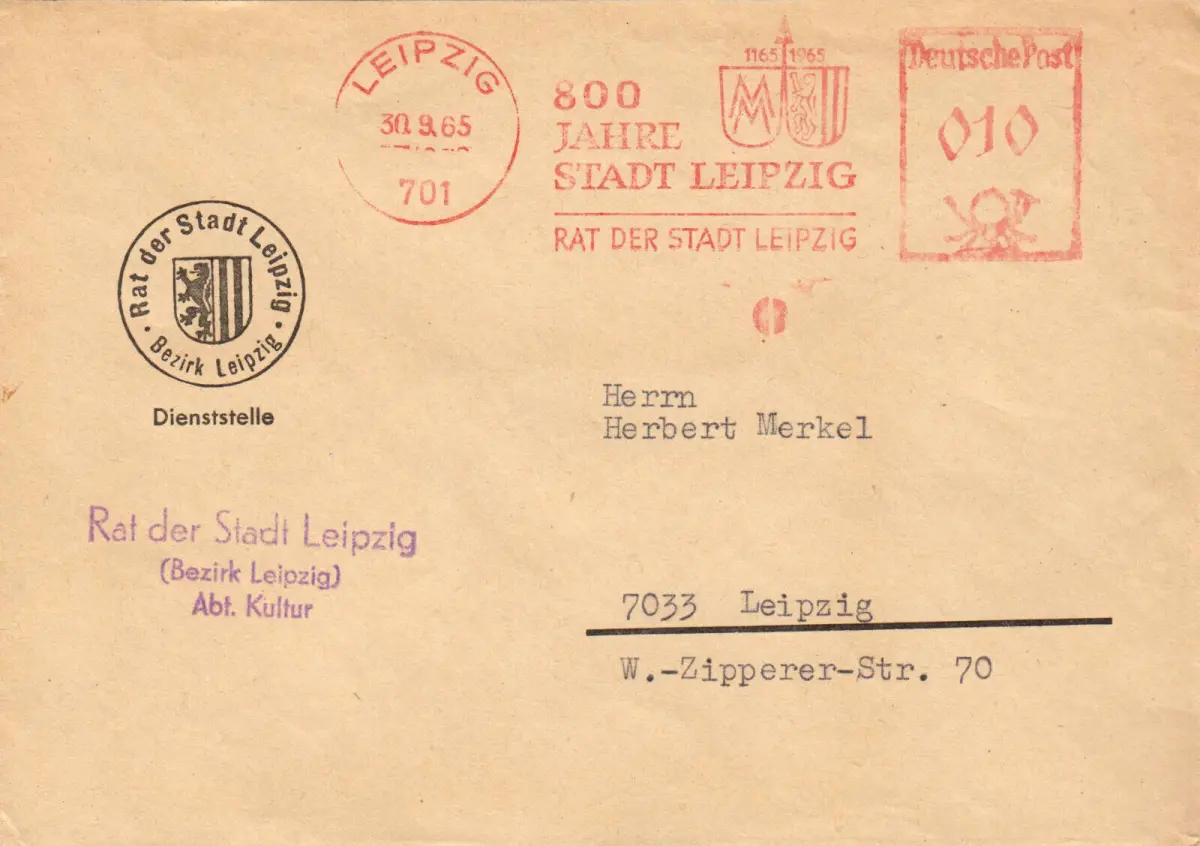 LEIPZIG
30.9.65
701
1165 1965
800
JAHRE
STADT LEIPZIG
RAT DER STADT LEIPZIG
Deutsche Post
010
Rat der Stadt Leipzig
Bezirk Leipzig
Dienststelle
Herrn
Herbert Merkel
Rat der Stadt Leipzig
(Bezirk Leipzig)
Abt. Kultur
7033 Leipzig
W.-Zipperer-Str. 70